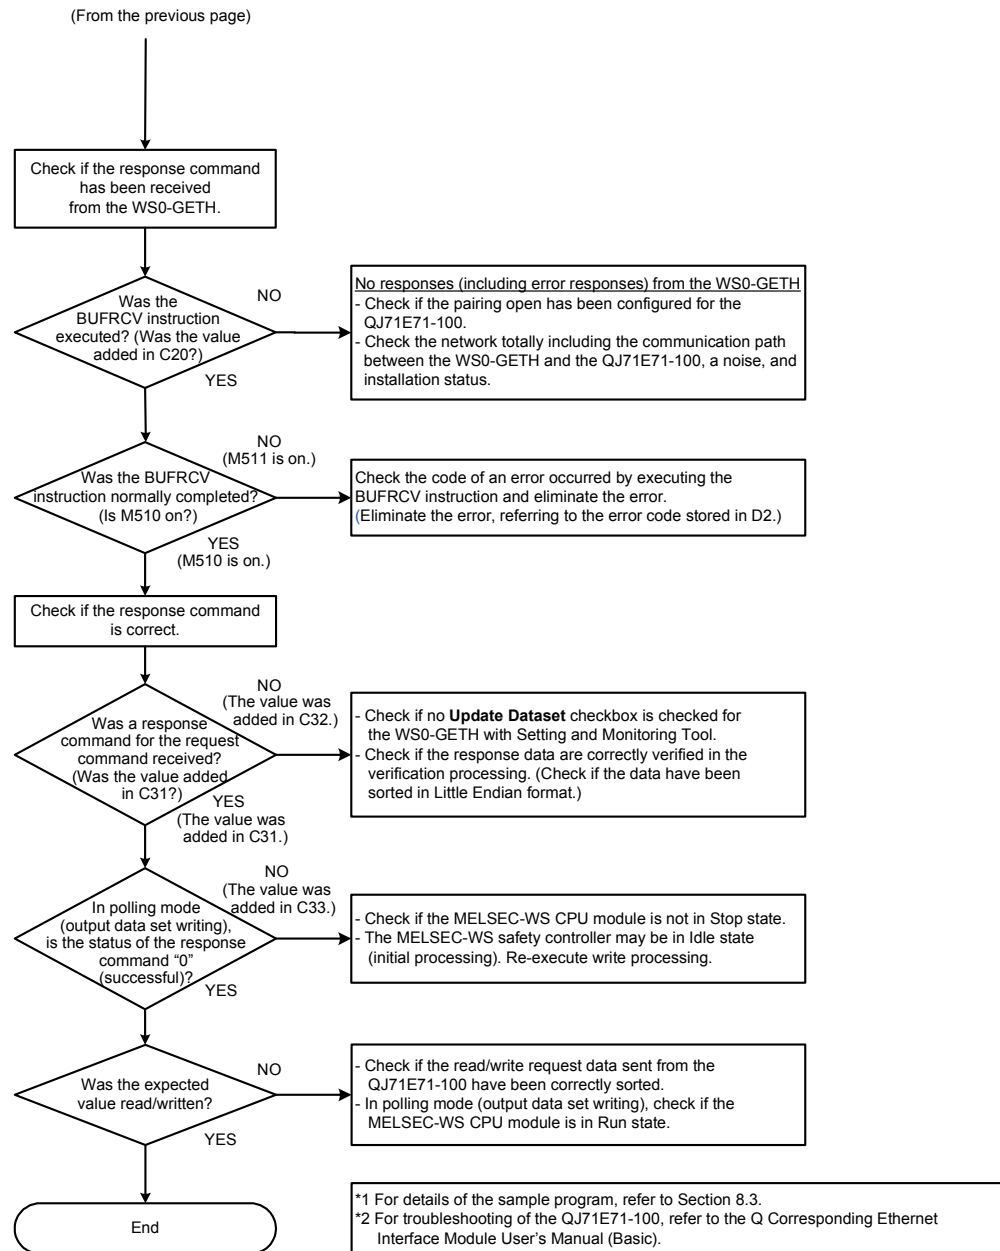 (From the previous page)
Check if the response command
has been received
from the WS0-GETH.
Was the
BUFRCV instruction
executed? (Was the value
added in C20?)
NO
YES
No responses (including error responses) from the WS0-GETH
- Check if the pairing open has been configured for the
QJ71E71-100.
- Check the network totally including the communication path
between the WS0-GETH and the QJ71E71-100, a noise, and
installation status.
Was the BUFRCV
instruction normally completed?
(Is M510 on?)
NO
(M511 is on.)
YES
(M510 is on.)
Check the code of an error occurred by executing the
BUFRCV instruction and eliminate the error.
(Eliminate the error, referring to the error code stored in D2.)
Check if the response command
is correct.
Was a response
command for the request
command received?
(Was the value added
in C31?)
NO
(The value was
added in C32.)
YES
(The value was
added in C31.)
- Check if no Update Dataset checkbox is checked for
the WS0-GETH with Setting and Monitoring Tool.
- Check if the response data are correctly verified in the
verification processing. (Check if the data have been
sorted in Little Endian format.)
In polling mode
(output data set writing),
is the status of the response
command “0”
(successful)?
NO
(The value was
added in C33.)
YES
- Check if the MELSEC-WS CPU module is not in Stop state.
- The MELSEC-WS safety controller may be in Idle state
(initial processing). Re-execute write processing.
Was the expected
value read/written?
NO
YES
- Check if the read/write request data sent from the
QJ71E71-100 have been correctly sorted.
- In polling mode (output data set writing), check if the
MELSEC-WS CPU module is in Run state.
End
*1 For details of the sample program, refer to Section 8.3.
*2 For troubleshooting of the QJ71E71-100, refer to the Q Corresponding Ethernet
Interface Module User’s Manual (Basic).